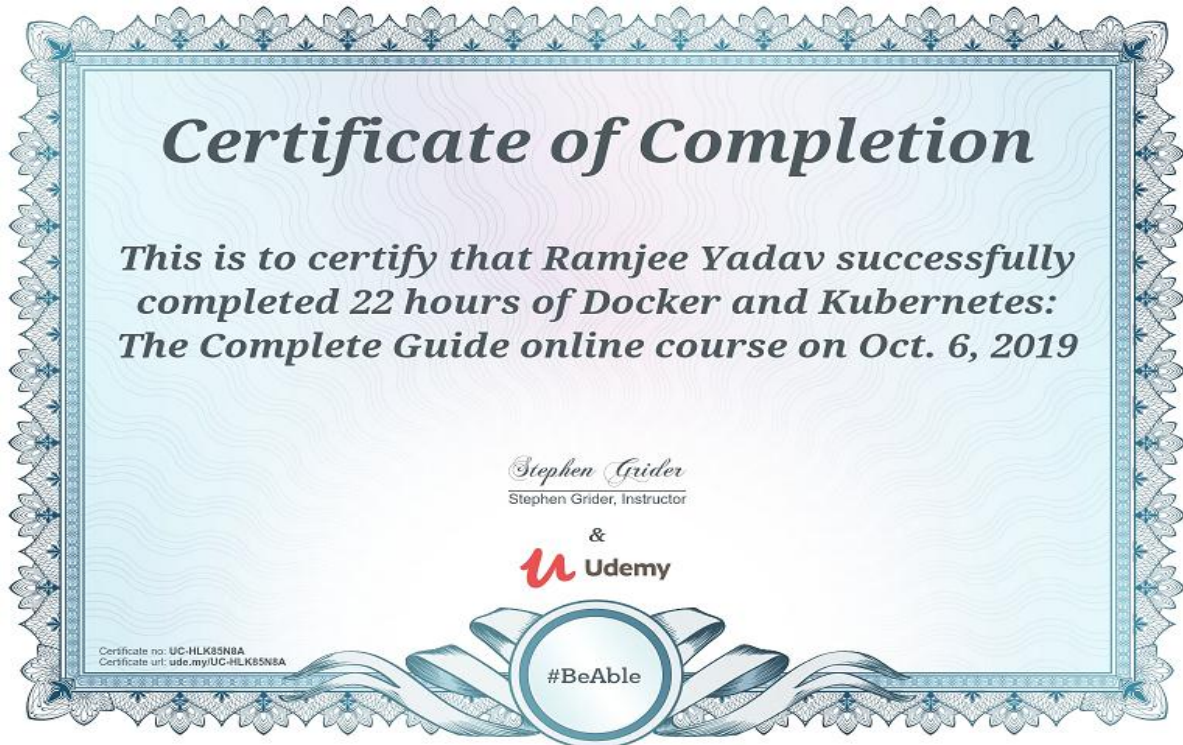 Certificate of Completion
This is to certify that Ramjee Yadav successfully
completed 22 hours of Docker and Kubernetes:
The Complete Guide online course on Oct. 6, 2019
Stephen Grider
Stephen Grider, Instructor
&
Udemy
Certificate no: UC-HLK85N8A
Certificate url: ude.my/UC-HLK85N8A
#BeAble